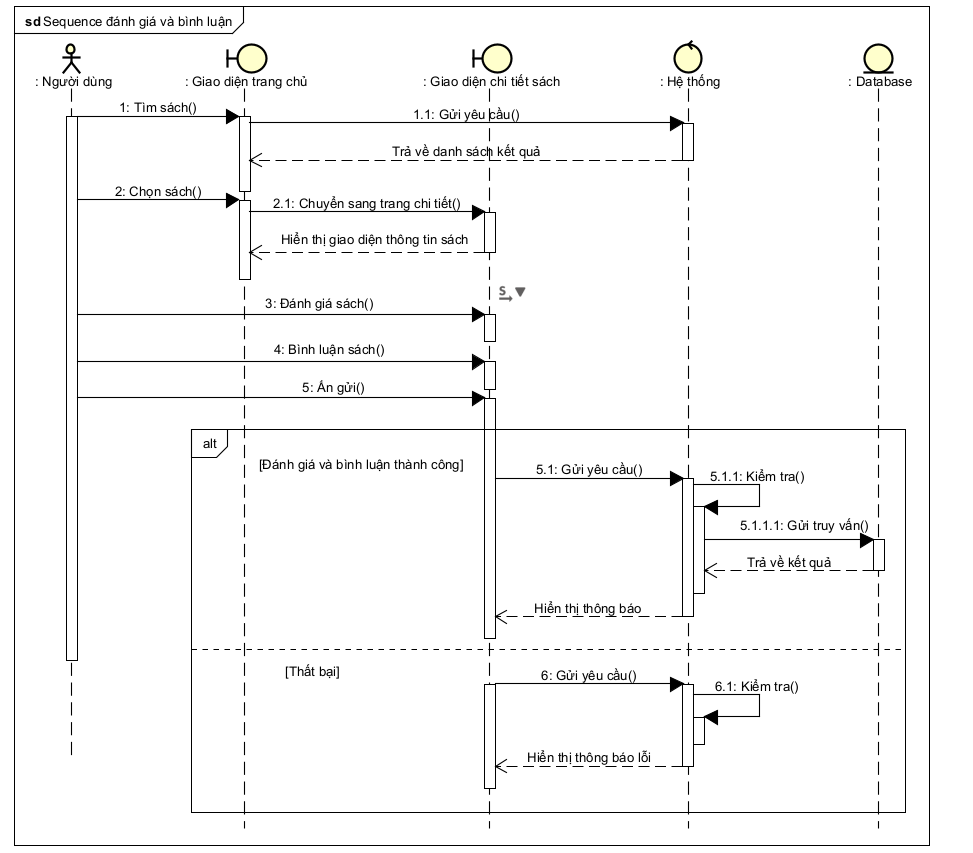 sd Sequence đánh giá và bình luận
: Người dùng
: Giao diện trang chủ
: Giao diện chi tiết sách
: Hệ thống
: Database
1: Tìm sách()
1.1: Gửi yêu cầu()
Trả về danh sách kết quả
2: Chọn sách()
2.1: Chuyển sang trang chi tiết()
Hiển thị giao diện thông tin sách
S
3: Đánh giá sách()
4: Bình luận sách()
5: Ấn gửi()
alt
[Đánh giá và bình luận thành công]
5.1: Gửi yêu cầu()
5.1.1: Kiểm tra()
5.1.1.1: Gửi truy vấn()
Trả về kết quả
Hiển thị thông báo
[Thất bại]
6: Gửi yêu cầu()
6.1: Kiểm tra()
Hiển thị thông báo lỗi